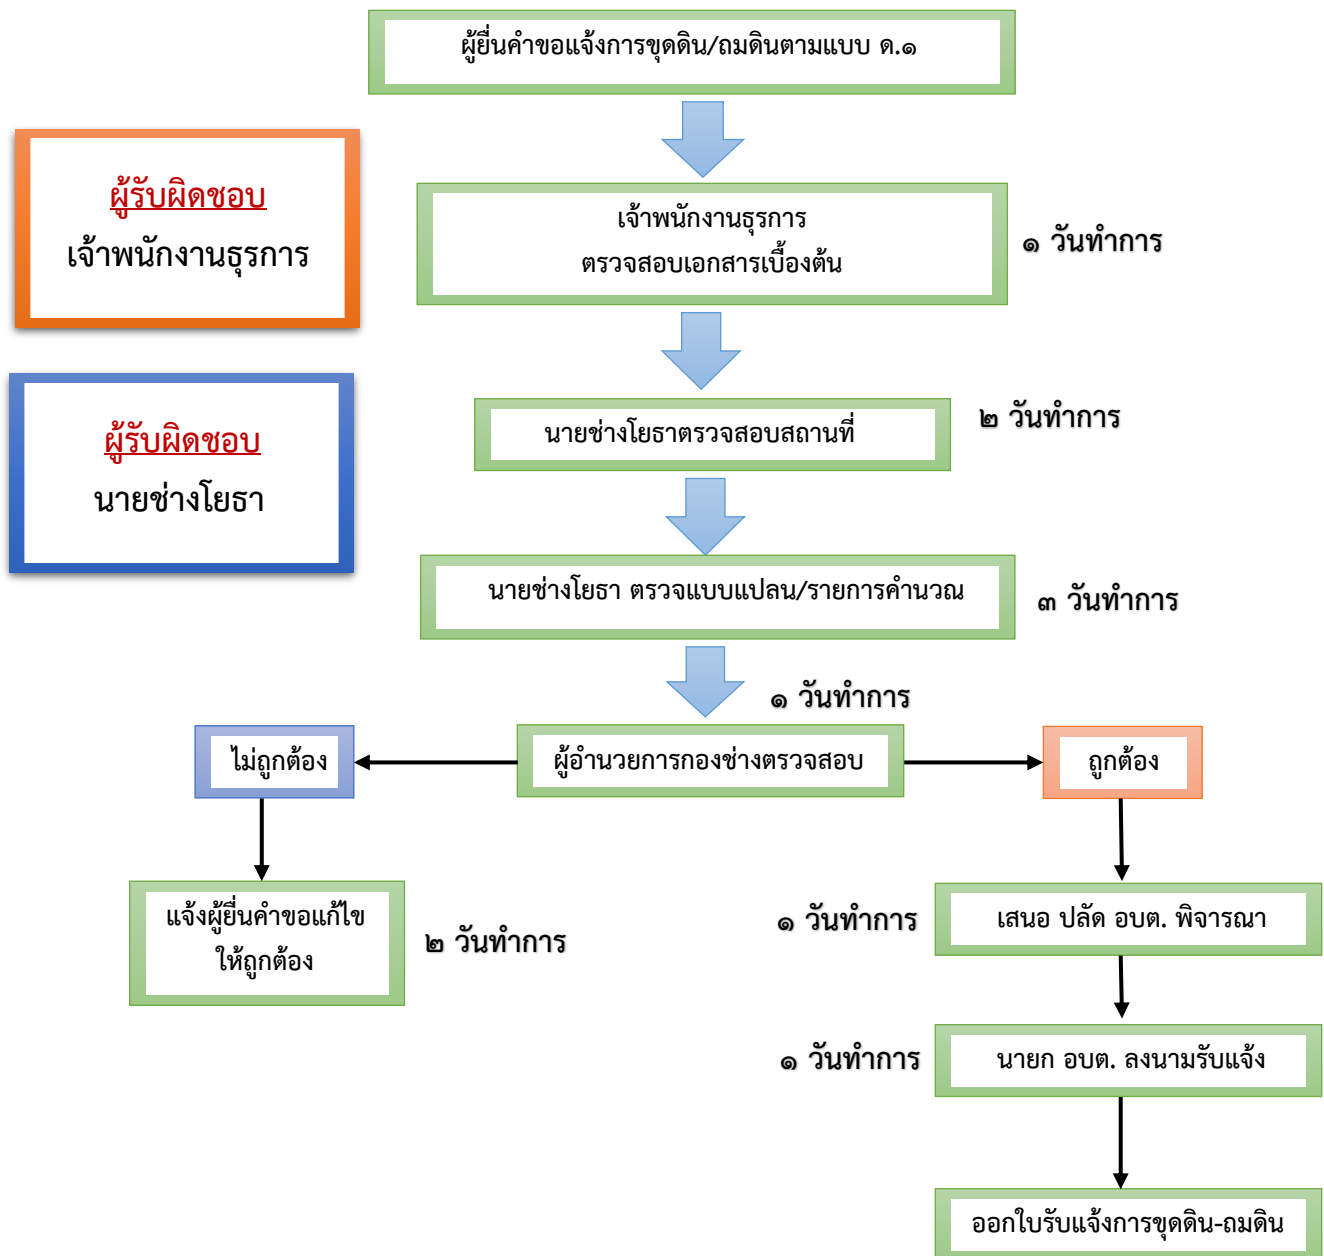 ผู้ยื่นคำขอแจ้งการขุดดิน/ถมดินตามแบบ ด.๑
ผู้รับผิดชอบ
เจ้าพนักงานธุรการ
เจ้าพนักงานธุรการ
ตรวจสอบเอกสารเบื้องต้น
๑ วันทำการ
ผู้รับผิดชอบ
นายช่างโยธา
นายช่างโยธาตรวจสอบสถานที่
๒ วันทำการ
นายช่างโยธา ตรวจแบบแปลน/รายการคำนวณ
๓ วันทำการ
๑ วันทำการ
ไม่ถูกต้อง
ผู้อำนวยการกองช่างตรวจสอบ
ถูกต้อง
แจ้งผู้ยื่นคำขอแก้ไข
ให้ถูกต้อง
๒ วันทำการ
๑ วันทำการ
เสนอ ปลัด อบต. พิจารณา
๑ วันทำการ
นายก อบต. ลงนามรับแจ้ง
ออกใบรับแจ้งการขุดดิน-ถมดิน